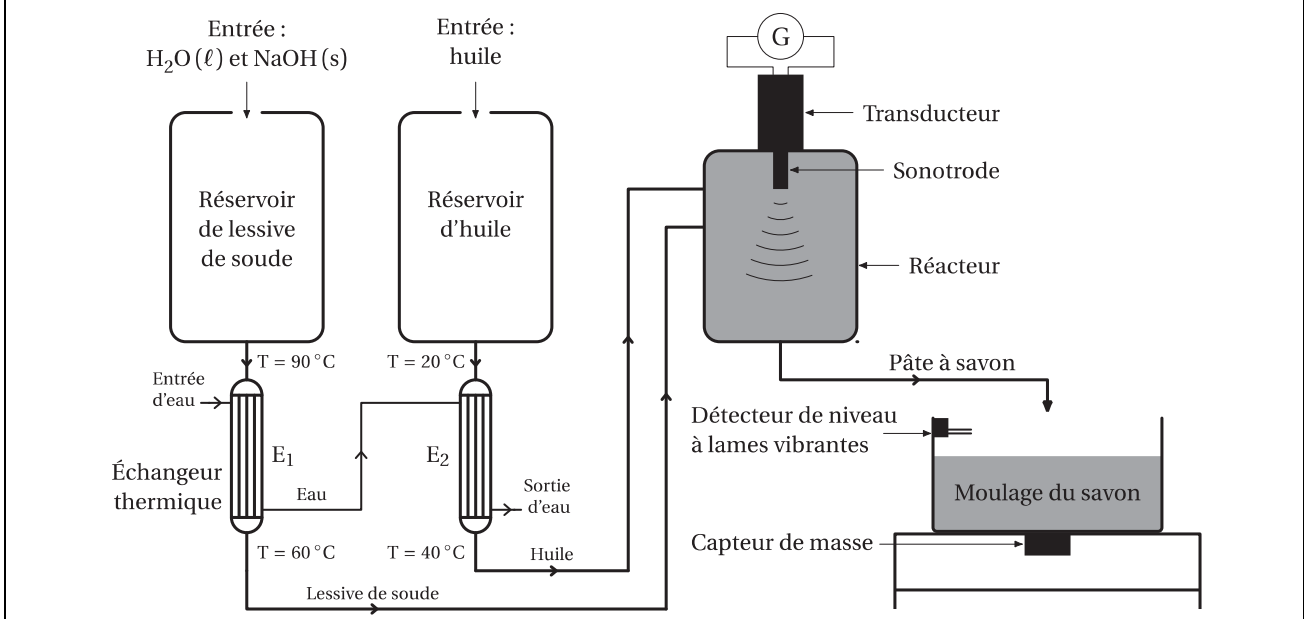 Entrée :
H₂O (ℓ) et NaOH (s)
Entrée :
huile
G
Transducteur
Sonotrode
Réacteur
Réservoir
de lessive
de soude
Réservoir
d'huile
T = 90 °C
T = 20 °C
Entrée
d'eau
E₁
E₂
Échangeur
thermique
Eau
Sortie
d'eau
T = 60 °C
T = 40 °C
Huile
Lessive de soude
Pâte à savon
Détecteur de niveau
à lames vibrantes
Moulage du savon
Capteur de masse